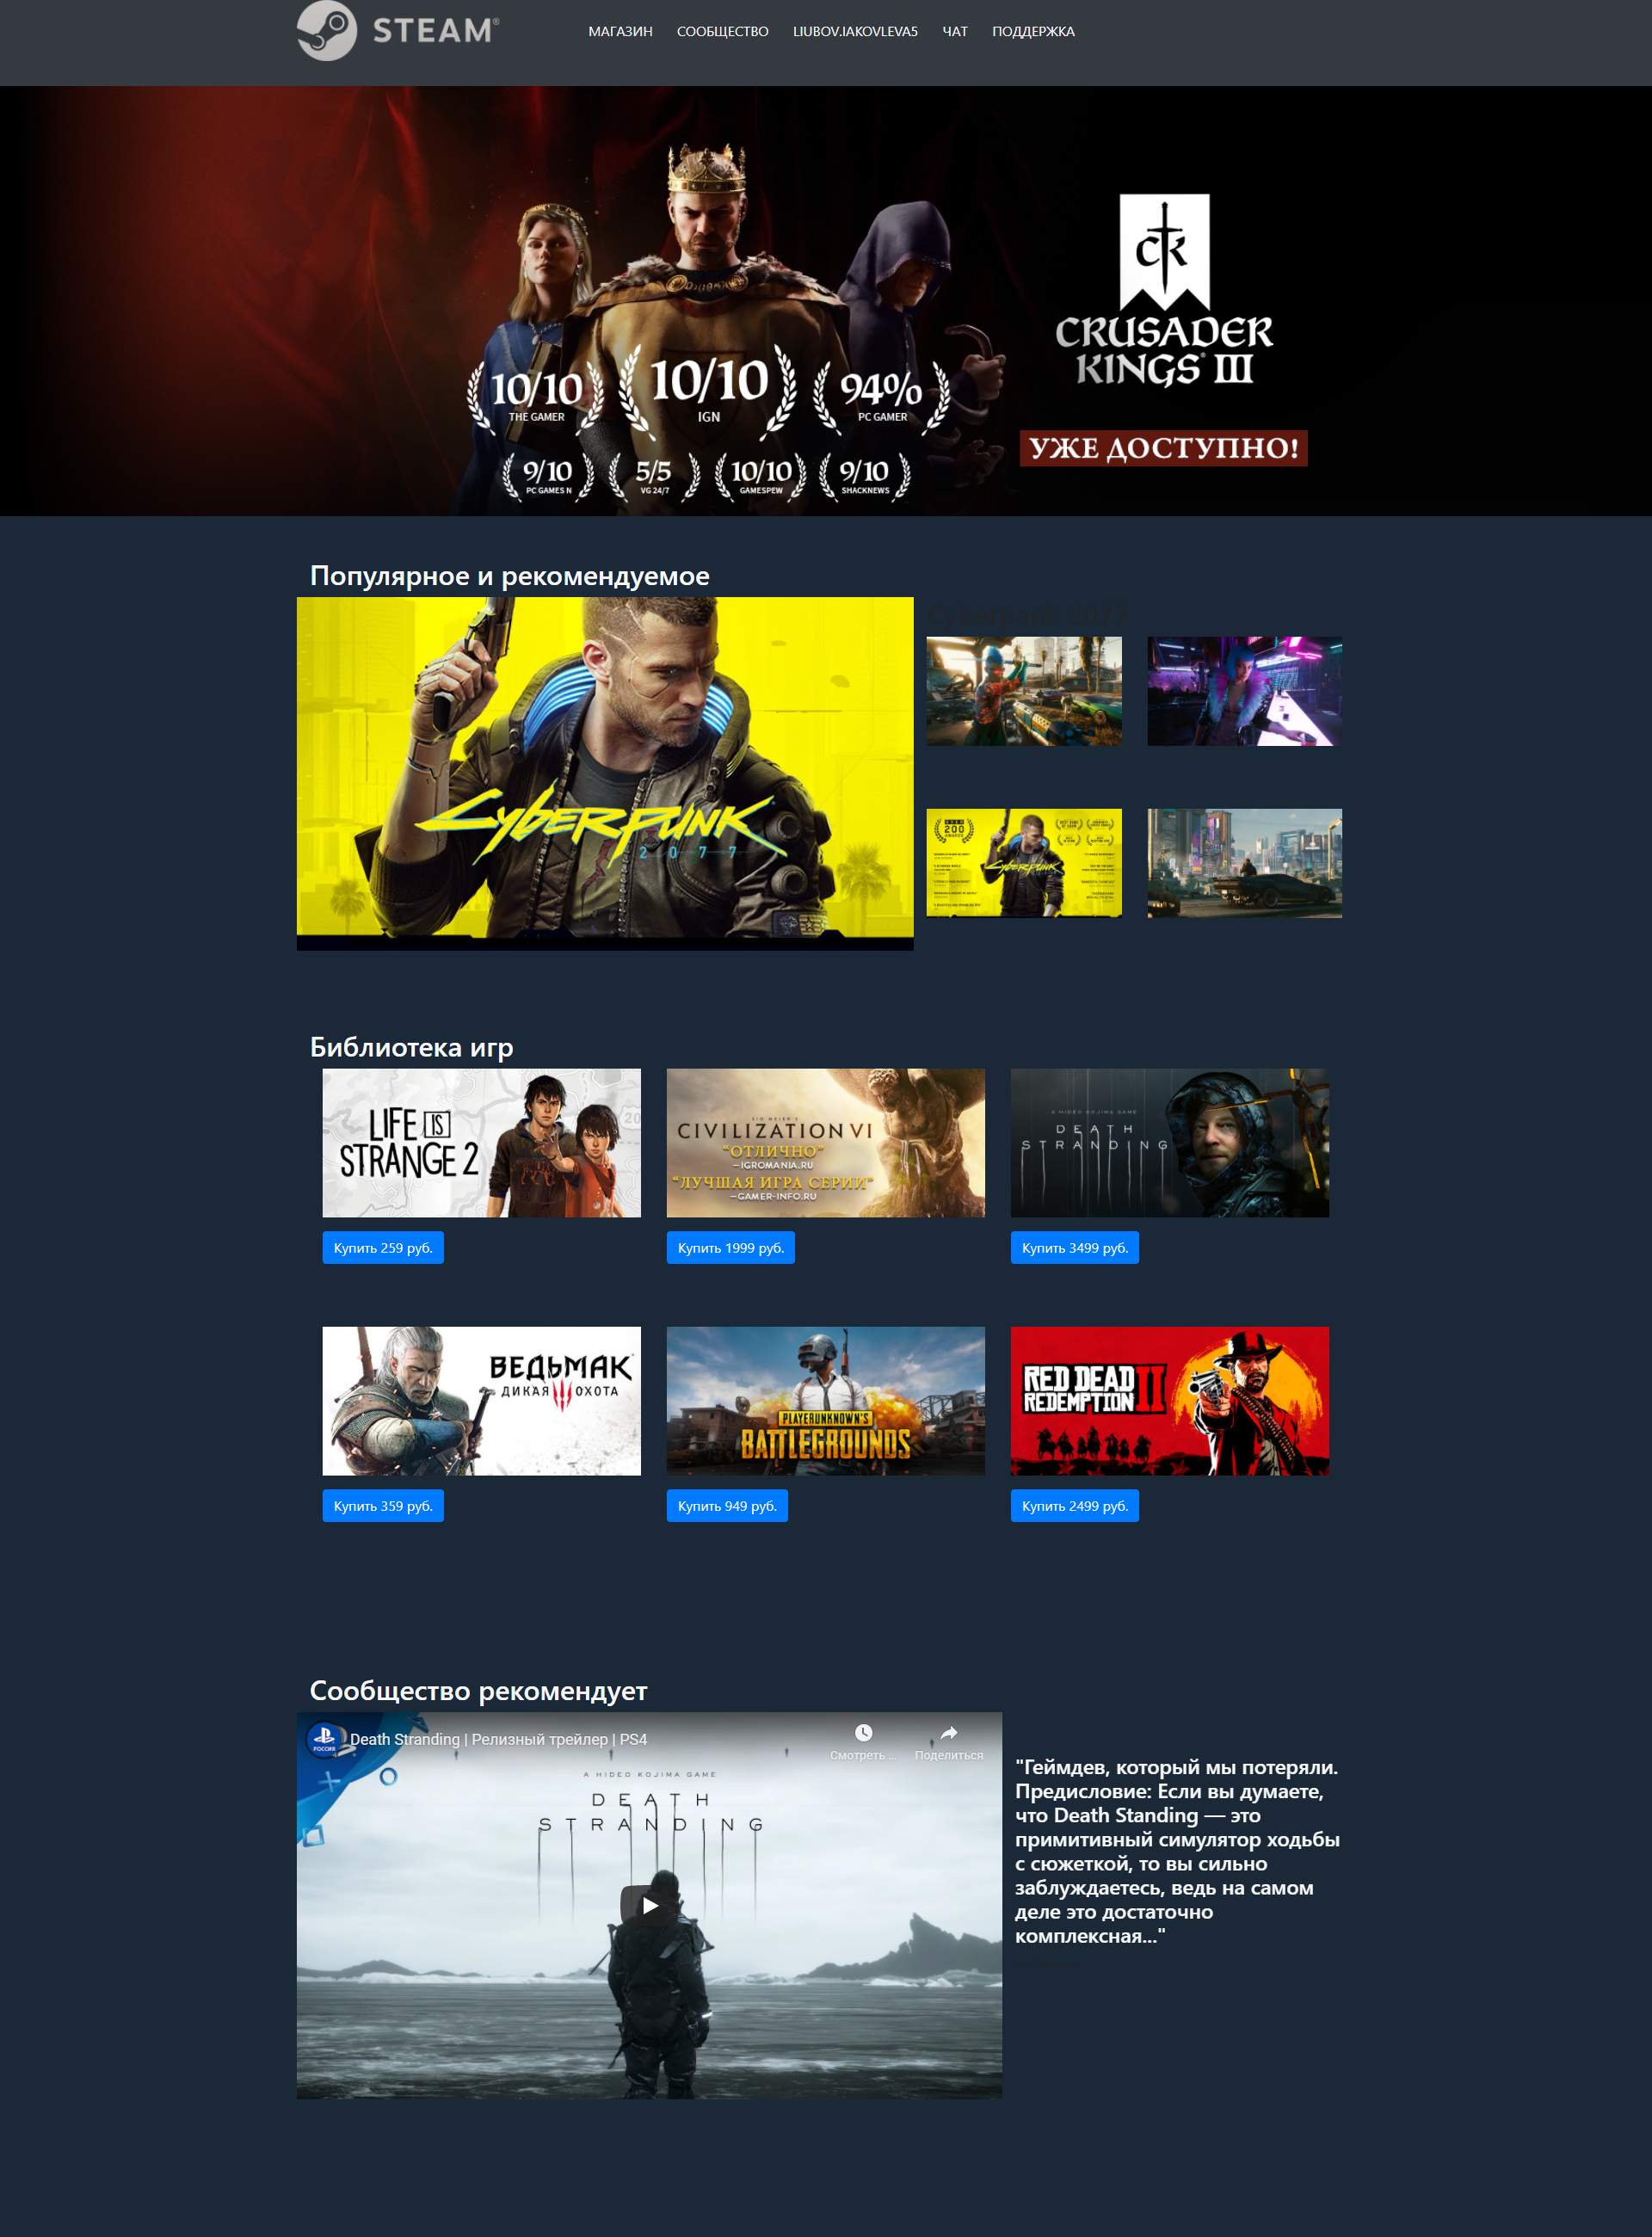 STEAM®
МАГАЗИН СООБЩЕСТВО LIUBOV.IAKOVLEVA5 ЧАТ ПОДДЕРЖКА
CK
CRUSADER
KINGS III
10/10
THE GAMER
10/10
IGN
94%
PC GAMER
УЖЕ ДОСТУПНО!
9/10
PC GAMES N
5/5
VG 24/7
10/10
GAMESPEW
9/10
SHACKNEWS
Популярное и рекомендуемое
Cyberpank 2077
CYBERPUNK
2077
200
CYBERPUNK
Библиотека игр
LIFE IS
STRANGE 2
SID MEIER'S
CIVILIZATION VI
"ОТЛИЧНО"
—IGROMANIA.RU
"ЛУЧШАЯ ИГРА СЕРИИ"
—GAMER-INFO.RU
A HIDEO KOJIMA GAME
DEATH
STRANDING
Купить 259 руб.
Купить 1999 руб.
Купить 3499 руб.
ВЕДЬМАК
ДИКАЯ ОХОТА
PLAYERUNKNOWN'S
BATTLEGROUNDS
RED DEAD
REDEMPTION II
Купить 359 руб.
Купить 949 руб.
Купить 2499 руб.
Сообщество рекомендует
РОССИЯ
Death Stranding | Релизный трейлер | PS4
Смотреть ...
Поделиться
A HIDEO KOJIMA GAME
DEATH
STRANDING
"Геймдев, который мы потеряли.
Предисловие: Если вы думаете,
что Death Standing — это
примитивный симулятор ходьбы
с сюжеткой, то вы сильно
заблуждаетесь, ведь на самом
деле это достаточно
комплексная..."